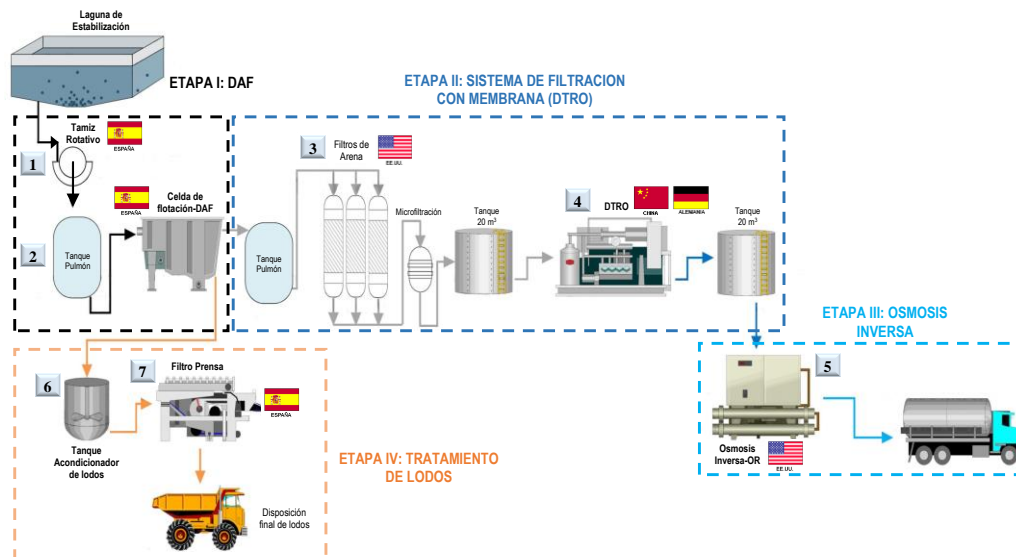 Laguna de
Estabilización
ETAPA I: DAF
Tamiz
Rotativo
ESPAÑA
1
ESPAÑA
Celda de
flotación-DAF
2
Tanque
Pulmón
ETAPA II: SISTEMA DE FILTRACION
CON MEMBRANA (DTRO)
3
Filtros de
Arena
EE.UU.
Tanque
Pulmón
Microfiltración
Tanque
20 m³
4
DTRO
CHINA
ALEMANIA
Tanque
20 m³
ETAPA III: OSMOSIS
INVERSA
5
Osmosis
Inversa-OR
EE.UU.
6
Tanque
Acondicionador
de lodos
7
Filtro Prensa
ESPAÑA
ETAPA IV: TRATAMIENTO
DE LODOS
Disposición
final de lodos